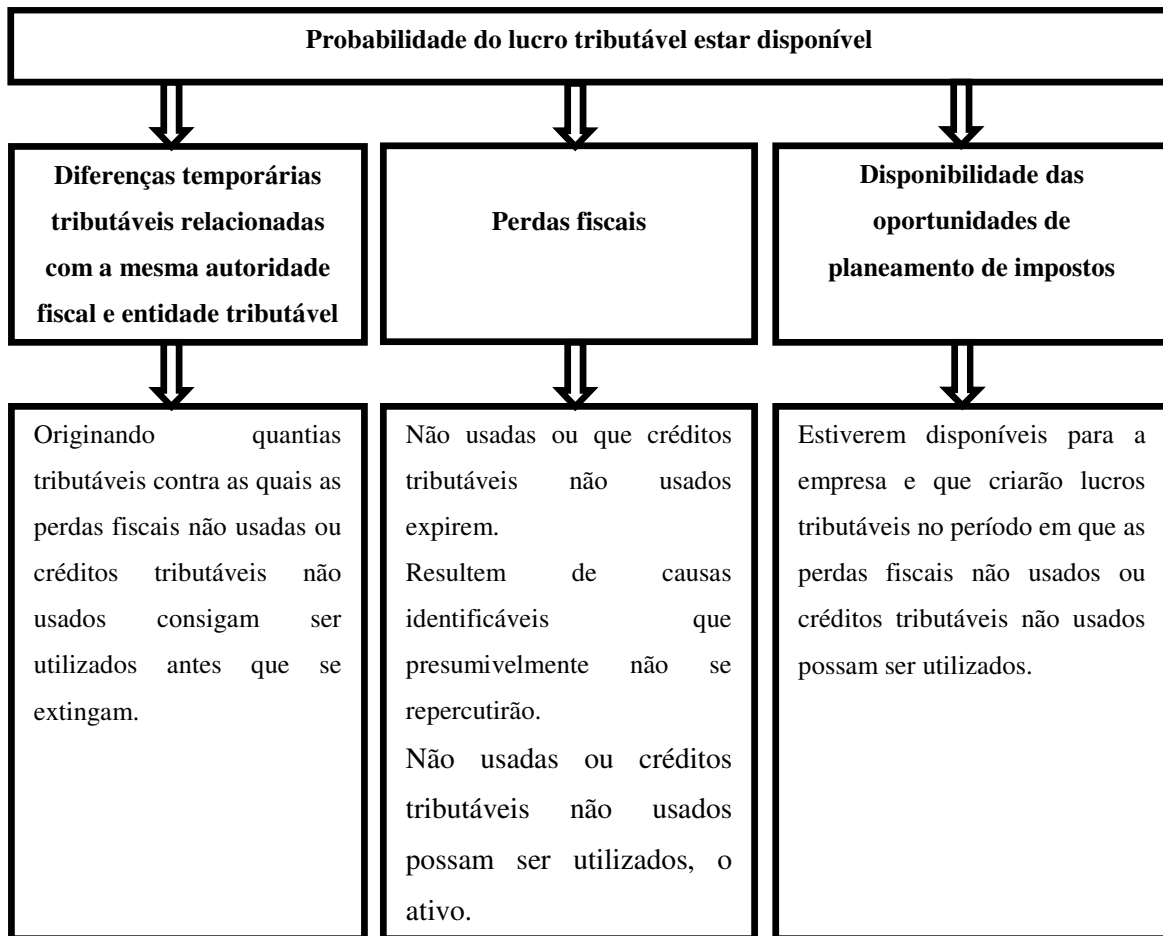 Probabilidade do lucro tributável estar disponível
Diferenças temporárias
tributáveis relacionadas
com a mesma autoridade
fiscal e entidade tributável
Perdas fiscais
Disponibilidade das
oportunidades de
planeamento de impostos
Originando quantias
tributáveis contra as quais as
perdas fiscais não usadas ou
créditos tributáveis não
usados consigam ser
utilizados antes que se
extingam.
Não usadas ou que créditos
tributáveis não usados
expirem.
Resultem de causas
identificáveis que
presumivelmente não se
repercutirão.
Não usadas ou créditos
tributáveis não usados
possam ser utilizados, o
ativo.
Estiverem disponíveis para a
empresa e que criarão lucros
tributáveis no período em que as
perdas fiscais não usados ou
créditos tributáveis não usados
possam ser utilizados.